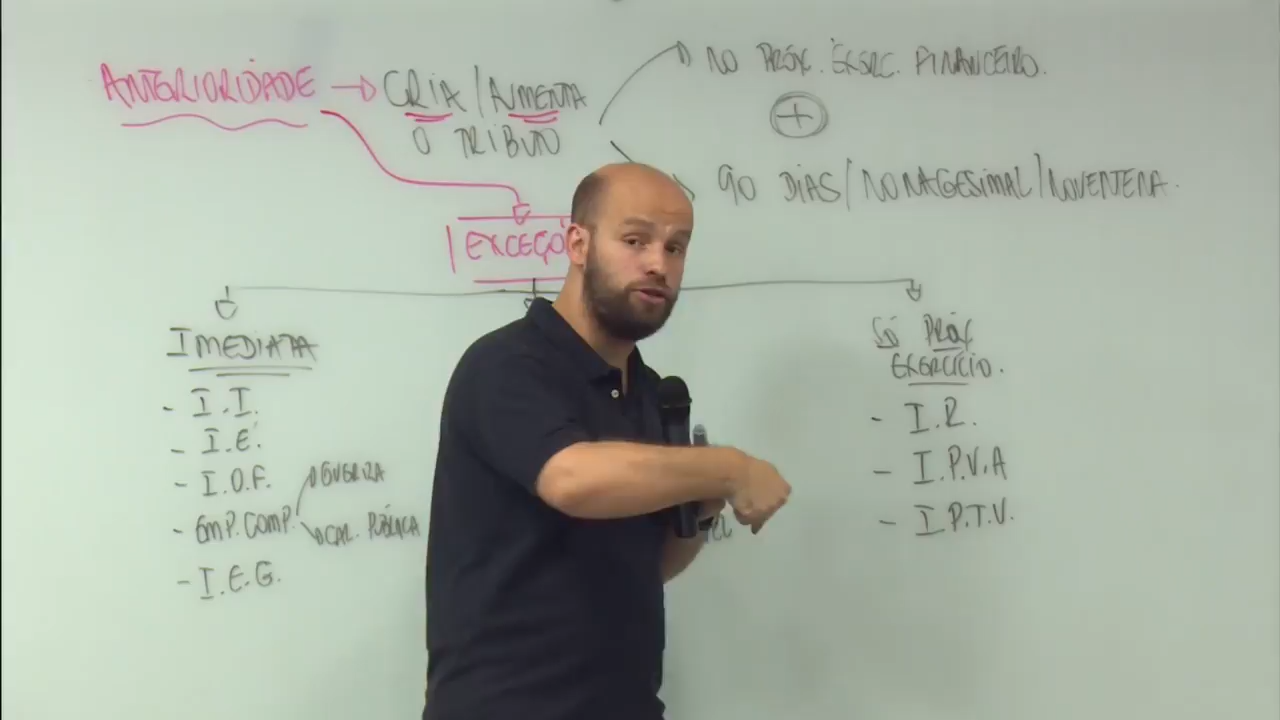 ANTERIORIDADE → CRIA/AUMENTA
O TRIBUTO
NO PRÓX. EXERC. FINANCEIRO.
+
90 DIAS/NONAGESIMAL/NOVENTENA.
EXCEÇÕ
IMEDIATA
- I.I.
- I.E.
- I.O.F.
- EMP. COMP.
GUERRA
CAL. PÚBLICA
- I.E.G.
SÓ PRÓX
EXERCÍCIO.
- I.R.
- I.P.V.A
- I.P.T.U.